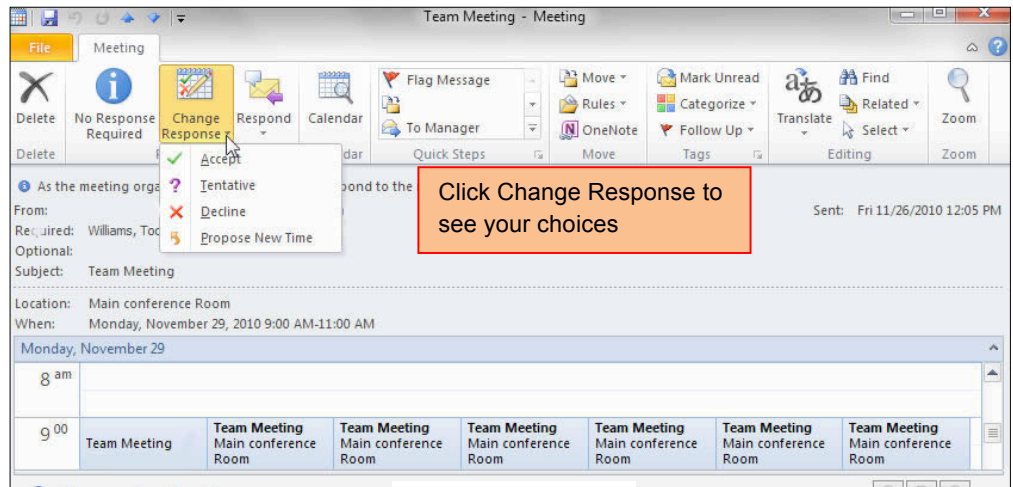 Team Meeting - Meeting
File Meeting
Delete
No Response Required
Change Response
Respond
Calendar
Flag Message
To Manager
Move
Rules
OneNote
Mark Unread
Categorize
Follow Up
Translate
Find
Related
Select
Zoom
Delete
Quick Steps
Move
Tags
Editing
Zoom
Accept
Tentative
Decline
Propose New Time
Click Change Response to
see your choices
As the meeting
From:
Sent: Fri 11/26/2010 12:05 PM
Required: Williams,
Optional:
Subject: Team Meeting
Location: Main conference Room
When: Monday, November 29, 2010 9:00 AM-11:00 AM
Monday, November 29
8 am
9 00
Team Meeting
Team Meeting
Main conference
Room
Team Meeting
Main conference
Room
Team Meeting
Main conference
Room
Team Meeting
Main conference
Room
Team Meeting
Main conference
Room
Team Meeting
Main conference
Room